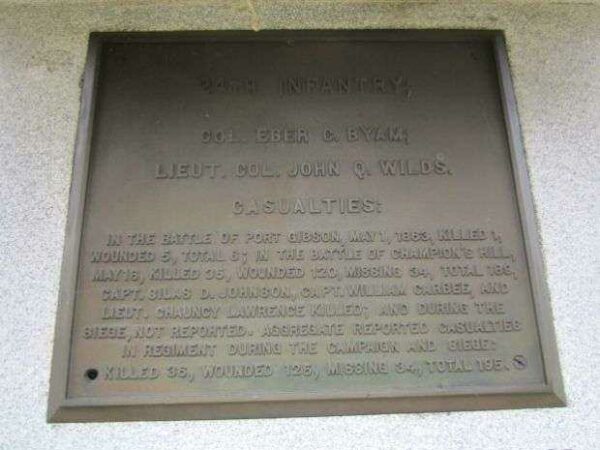 24TH INFANTRY;
COL. EBER C. BYAM,
LIEUT. COL. JOHN Q. WILDS.
CASUALTIES:
IN THE BATTLE OF PORT GIBSON, MAY 1, 1863, KILLED 1,
WOUNDED 5, TOTAL 6; IN THE BATTLE OF CHAMPION'S HILL,
MAY 16, KILLED 35, WOUNDED 120, MISSING 34, TOTAL 189,
CAPT. SILAS D. JOHNSON, CAPT. WILLIAM CARBEE, AND
LIEUT. CHAUNCY LAWRENCE KILLED; AND DURING THE
SIEGE, NOT REPORTED. AGGREGATE REPORTED CASUALTIES
IN REGIMENT DURING THE CAMPAIGN AND SIEGE:
KILLED 36, WOUNDED 125, MISSING 34, TOTAL 195.